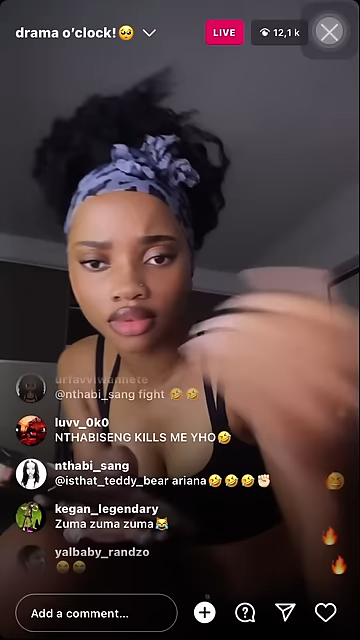 drama o'clock!🥺
LIVE
12,1 k
urfavviwannete
@nthabi_sang fight 🤣 🤣
luvv_0k0
NTHABISENG KILLS ME YHO🤣
nthabi_sang
@isthat_teddy_bear ariana🤣🤣🤣✊🏻
kegan_legendary
Zuma zuma zuma😹
yalbaby_randzo
😂 😂
Add a comment...